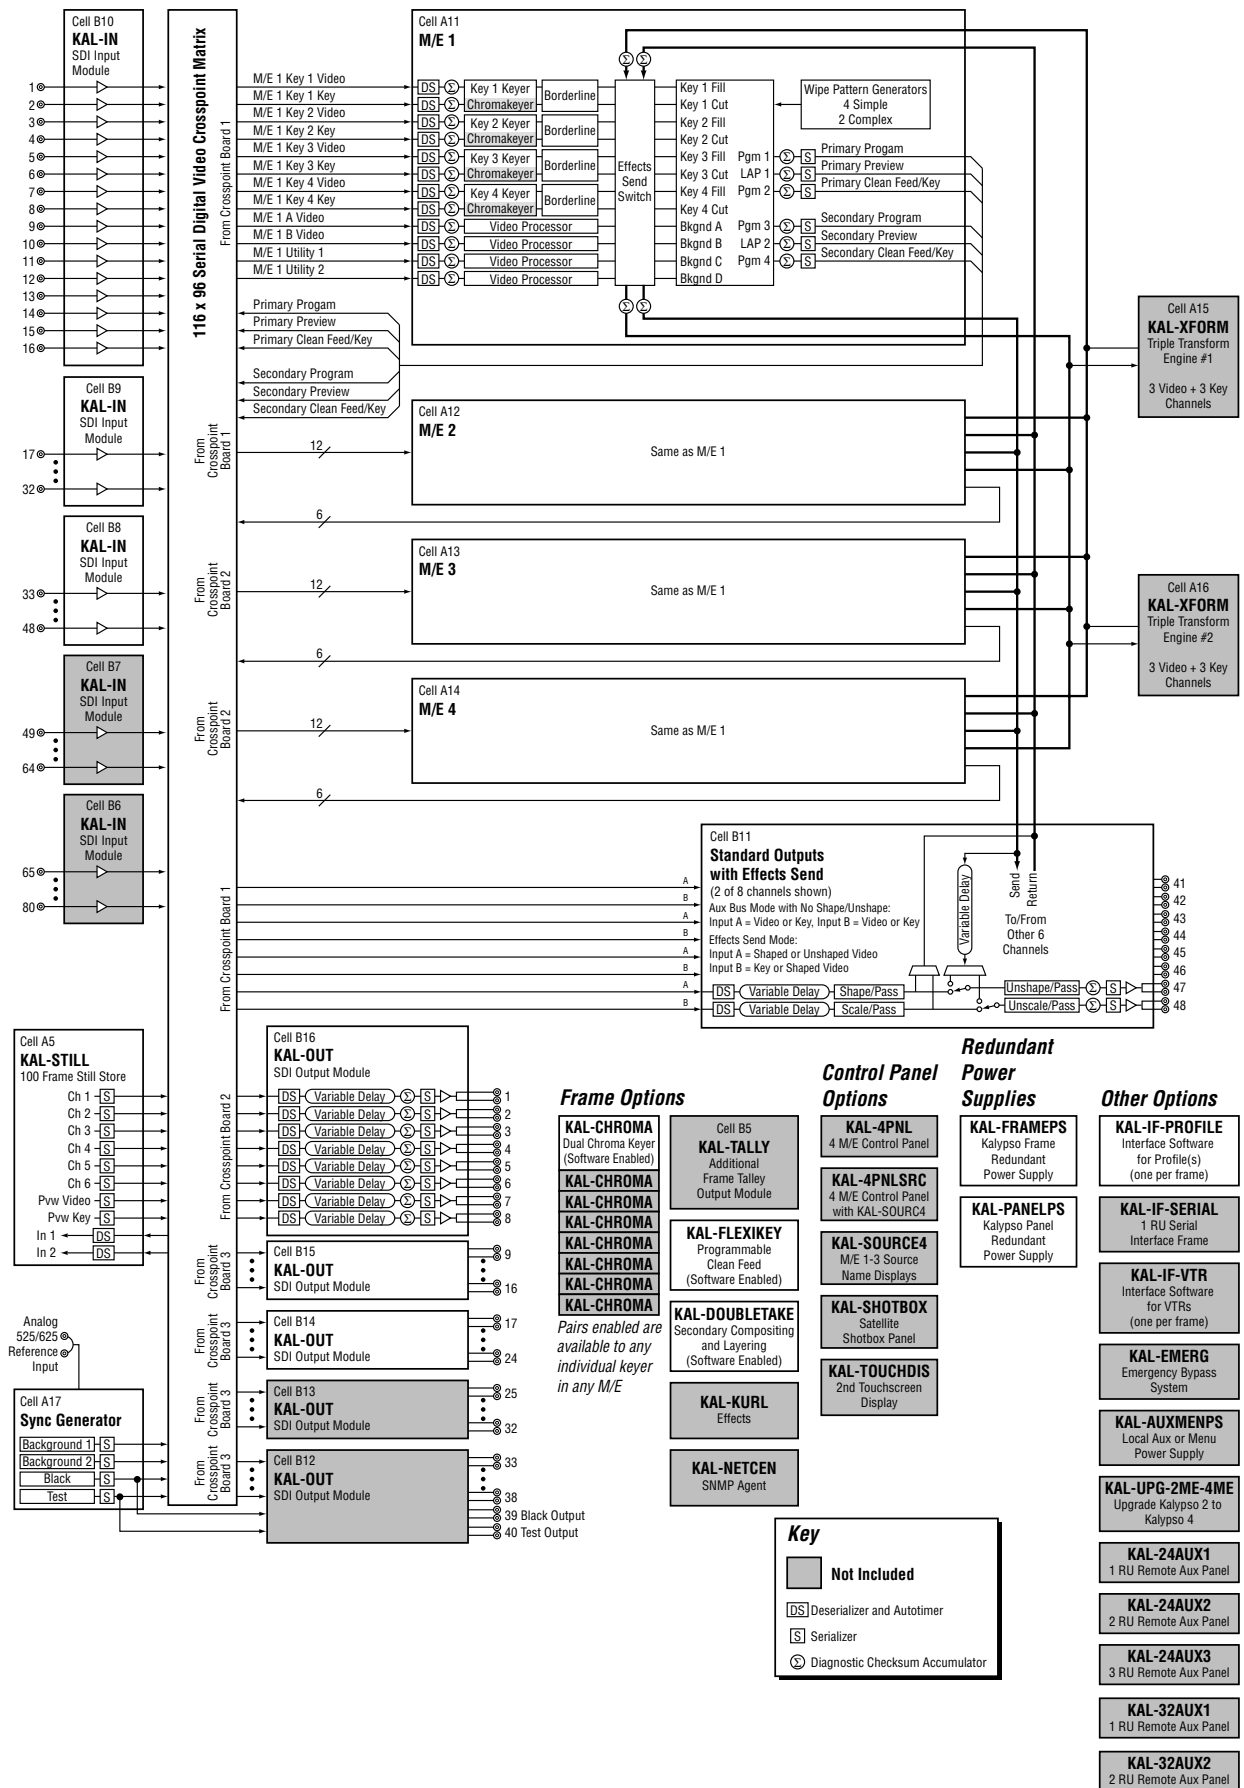 Cell B10
KAL-IN
SDI Input
Module
1
2
3
4
5
6
7
8
9
10
11
12
13
14
15
16
Cell B9
KAL-IN
SDI Input
Module
17
32
Cell B8
KAL-IN
SDI Input
Module
33
48
Cell B7
KAL-IN
SDI Input
Module
49
64
Cell B6
KAL-IN
SDI Input
Module
65
80
116 x 96 Serial Digital Video Crosspoint Matrix
From Crosspoint Board 1
M/E 1 Key 1 Video
M/E 1 Key 1 Key
M/E 1 Key 2 Video
M/E 1 Key 2 Key
M/E 1 Key 3 Video
M/E 1 Key 3 Key
M/E 1 Key 4 Video
M/E 1 Key 4 Key
M/E 1 A Video
M/E 1 B Video
M/E 1 Utility 1
M/E 1 Utility 2
Primary Progam
Primary Preview
Primary Clean Feed/Key
Secondary Program
Secondary Preview
Secondary Clean Feed/Key
Cell A11
M/E 1
DS Σ Key 1 Keyer
DS Σ Chromakeyer
Borderline
DS Σ Key 2 Keyer
DS Σ Chromakeyer
Borderline
DS Σ Key 3 Keyer
DS Σ Chromakeyer
Borderline
DS Σ Key 4 Keyer
DS Σ Chromakeyer
Borderline
DS Σ Video Processor
DS Σ Video Processor
DS Σ Video Processor
DS Σ Video Processor
Σ Σ
Effects
Send
Switch
Σ Σ
Key 1 Fill
Key 1 Cut
Key 2 Fill
Key 2 Cut
Key 3 Fill Pgm 1 Σ S Primary Progam
Key 3 Cut LAP 1 Σ S Primary Preview
Key 4 Fill Pgm 2 Σ S Primary Clean Feed/Key
Key 4 Cut
Bkgnd A Pgm 3 Σ S Secondary Program
Bkgnd B LAP 2 Σ S Secondary Preview
Bkgnd C Pgm 4 Σ S Secondary Clean Feed/Key
Bkgnd D
Wipe Pattern Generators
4 Simple
2 Complex
Cell A15
KAL-XFORM
Triple Transform
Engine #1
3 Video + 3 Key
Channels
From
Crosspoint
Board 1
12
6
Cell A12
M/E 2
Same as M/E 1
From
Crosspoint
Board 2
12
6
Cell A13
M/E 3
Same as M/E 1
Cell A16
KAL-XFORM
Triple Transform
Engine #2
3 Video + 3 Key
Channels
From
Crosspoint
Board 2
12
6
Cell A14
M/E 4
Same as M/E 1
From Crosspoint Board 1
A
B
A
B
A
B
A
B
Cell B11
Standard Outputs
with Effects Send
(2 of 8 channels shown)
Aux Bus Mode with No Shape/Unshape:
Input A = Video or Key, Input B = Video or Key
Effects Send Mode:
Input A = Shaped or Unshaped Video
Input B = Key or Shaped Video
DS Variable Delay Shape/Pass
DS Variable Delay Scale/Pass
Variable Delay
Send
Return
To/From
Other 6
Channels
Unshape/Pass Σ S
Unscale/Pass Σ S
41
42
43
44
45
46
47
48
Cell A5
KAL-STILL
100 Frame Still Store
Ch 1 S
Ch 2 S
Ch 3 S
Ch 4 S
Ch 5 S
Ch 6 S
Pvw Video S
Pvw Key S
In 1 DS
In 2 DS
Analog
525/625
Reference
Input
Cell A17
Sync Generator
Background 1 S
Background 2 S
Black S
Test S
From Crosspoint Board 2
Cell B16
KAL-OUT
SDI Output Module
DS Variable Delay Σ S 1
DS Variable Delay Σ S 2
DS Variable Delay Σ S 3
DS Variable Delay Σ S 4
DS Variable Delay Σ S 5
DS Variable Delay Σ S 6
DS Variable Delay Σ S 7
DS Variable Delay Σ S 8
From
Crosspoint
Board 3
Cell B15
KAL-OUT
SDI Output Module
9
16
From
Crosspoint
Board 3
Cell B14
KAL-OUT
SDI Output Module
17
24
From
Crosspoint
Board 3
Cell B13
KAL-OUT
SDI Output Module
25
32
From
Crosspoint
Board 3
Cell B12
KAL-OUT
SDI Output Module
33
38
39 Black Output
40 Test Output
Frame Options
KAL-CHROMA
Dual Chroma Keyer
(Software Enabled)
KAL-CHROMA
KAL-CHROMA
KAL-CHROMA
KAL-CHROMA
KAL-CHROMA
KAL-CHROMA
KAL-CHROMA
Pairs enabled are
available to any
individual keyer
in any M/E
Cell B5
KAL-TALLY
Additional
Frame Talley
Output Module
KAL-FLEXIKEY
Programmable
Clean Feed
(Software Enabled)
KAL-DOUBLETAKE
Secondary Compositing
and Layering
(Software Enabled)
KAL-KURL
Effects
KAL-NETCEN
SNMP Agent
Control Panel
Options
KAL-4PNL
4 M/E Control Panel
KAL-4PNLSRC
4 M/E Control Panel
with KAL-SOURC4
KAL-SOURCE4
M/E 1-3 Source
Name Displays
KAL-SHOTBOX
Satellite
Shotbox Panel
KAL-TOUCHDIS
2nd Touchscreen
Display
Redundant
Power
Supplies
KAL-FRAMEPS
Kalypso Frame
Redundant
Power Supply
KAL-PANELPS
Kalypso Panel
Redundant
Power Supply
Other Options
KAL-IF-PROFILE
Interface Software
for Profile(s)
(one per frame)
KAL-IF-SERIAL
1 RU Serial
Interface Frame
KAL-IF-VTR
Interface Software
for VTRs
(one per frame)
KAL-EMERG
Emergency Bypass
System
KAL-AUXMENPS
Local Aux or Menu
Power Supply
KAL-UPG-2ME-4ME
Upgrade Kalypso 2 to
Kalypso 4
KAL-24AUX1
1 RU Remote Aux Panel
KAL-24AUX2
2 RU Remote Aux Panel
KAL-24AUX3
3 RU Remote Aux Panel
KAL-32AUX1
1 RU Remote Aux Panel
KAL-32AUX2
2 RU Remote Aux Panel
Key
Not Included
DS Deserializer and Autotimer
S Serializer
Σ Diagnostic Checksum Accumulator